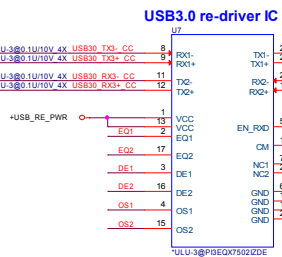 USB3.0 re-driver IC
U7
U-3@0.1U/10V_4X USB30_TX3-_CC 8 RX1- TX1-
U-3@0.1U/10V_4X USB30_TX3+_CC 9 RX1+ TX1+
U-3@0.1U/10V_4X USB30_RX3-_CC 11 TX2- RX2-
U-3@0.1U/10V_4X USB30_RX3+_CC 12 TX2+ RX2+
+USB_RE_PWR 1 VCC
13 VCC EN_RXD
EQ1 2 EQ1
CM
EQ2 17 EQ2
NC1
DE1 3 DE1 NC2
DE2 16 DE2 GND
GND
OS1 4 OS1 GND
GND
OS2 15 OS2
*ULU-3@PI3EQX7502IZDE